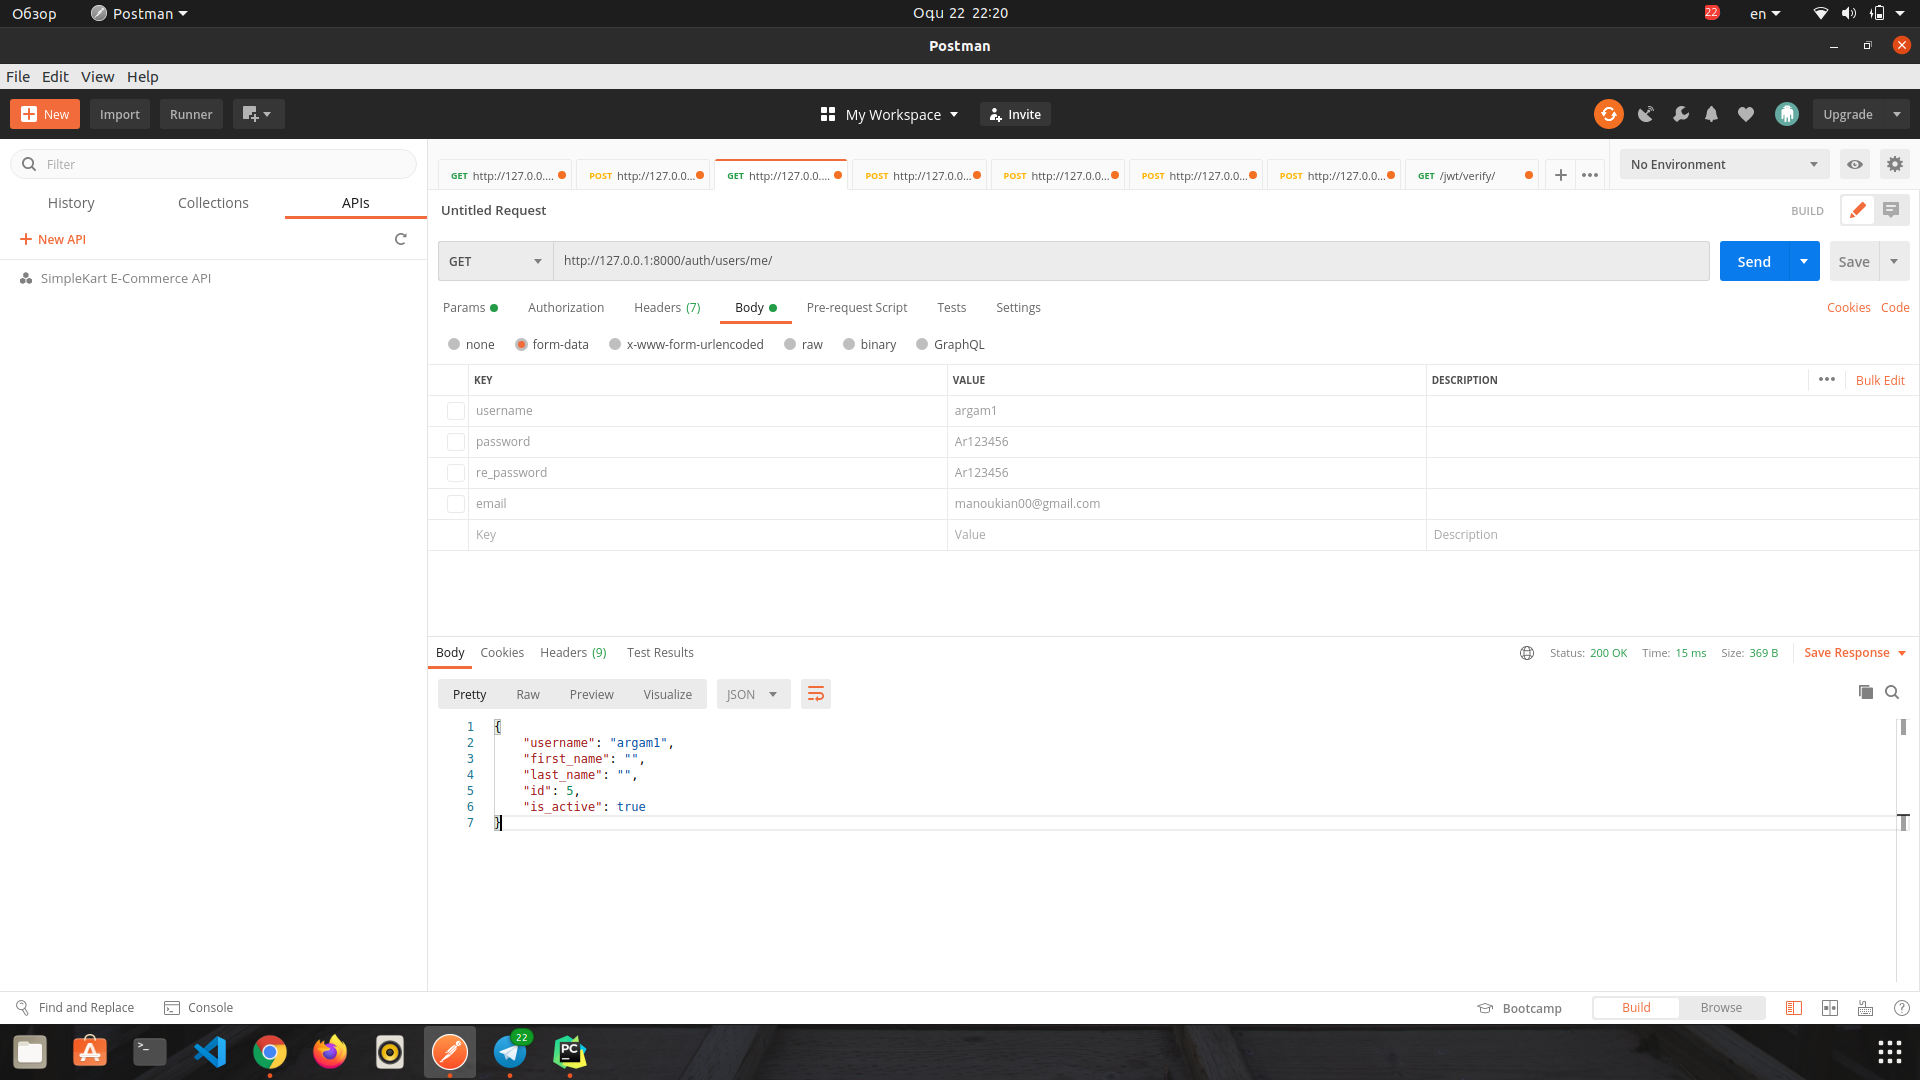 Обзор
Postman
Օգս 22 22:20
22
en
Postman
File Edit View Help
New
Import
Runner
My Workspace
Invite
Upgrade
Filter
History
Collections
APIs
New API
SimpleKart E-Commerce API
GET http://127.0.0....
POST http://127.0.0...
GET http://127.0.0....
POST http://127.0.0...
POST http://127.0.0...
POST http://127.0.0...
POST http://127.0.0...
GET /jwt/verify/
No Environment
Untitled Request
BUILD
GET
http://127.0.0.1:8000/auth/users/me/
Send
Save
Params
Authorization
Headers (7)
Body
Pre-request Script
Tests
Settings
Cookies
Code
none
form-data
x-www-form-urlencoded
raw
binary
GraphQL
KEY VALUE DESCRIPTION
Bulk Edit
username argam1
password Ar123456
re_password Ar123456
email manoukian00@gmail.com
Key Value Description
Body
Cookies
Headers (9)
Test Results
Status: 200 OK
Time: 15 ms
Size: 369 B
Save Response
Pretty
Raw
Preview
Visualize
JSON
1 {
2 "username": "argam1",
3 "first_name": "",
4 "last_name": "",
5 "id": 5,
6 "is_active": true
7 }
Find and Replace
Console
Bootcamp
Build
Browse
22
PC